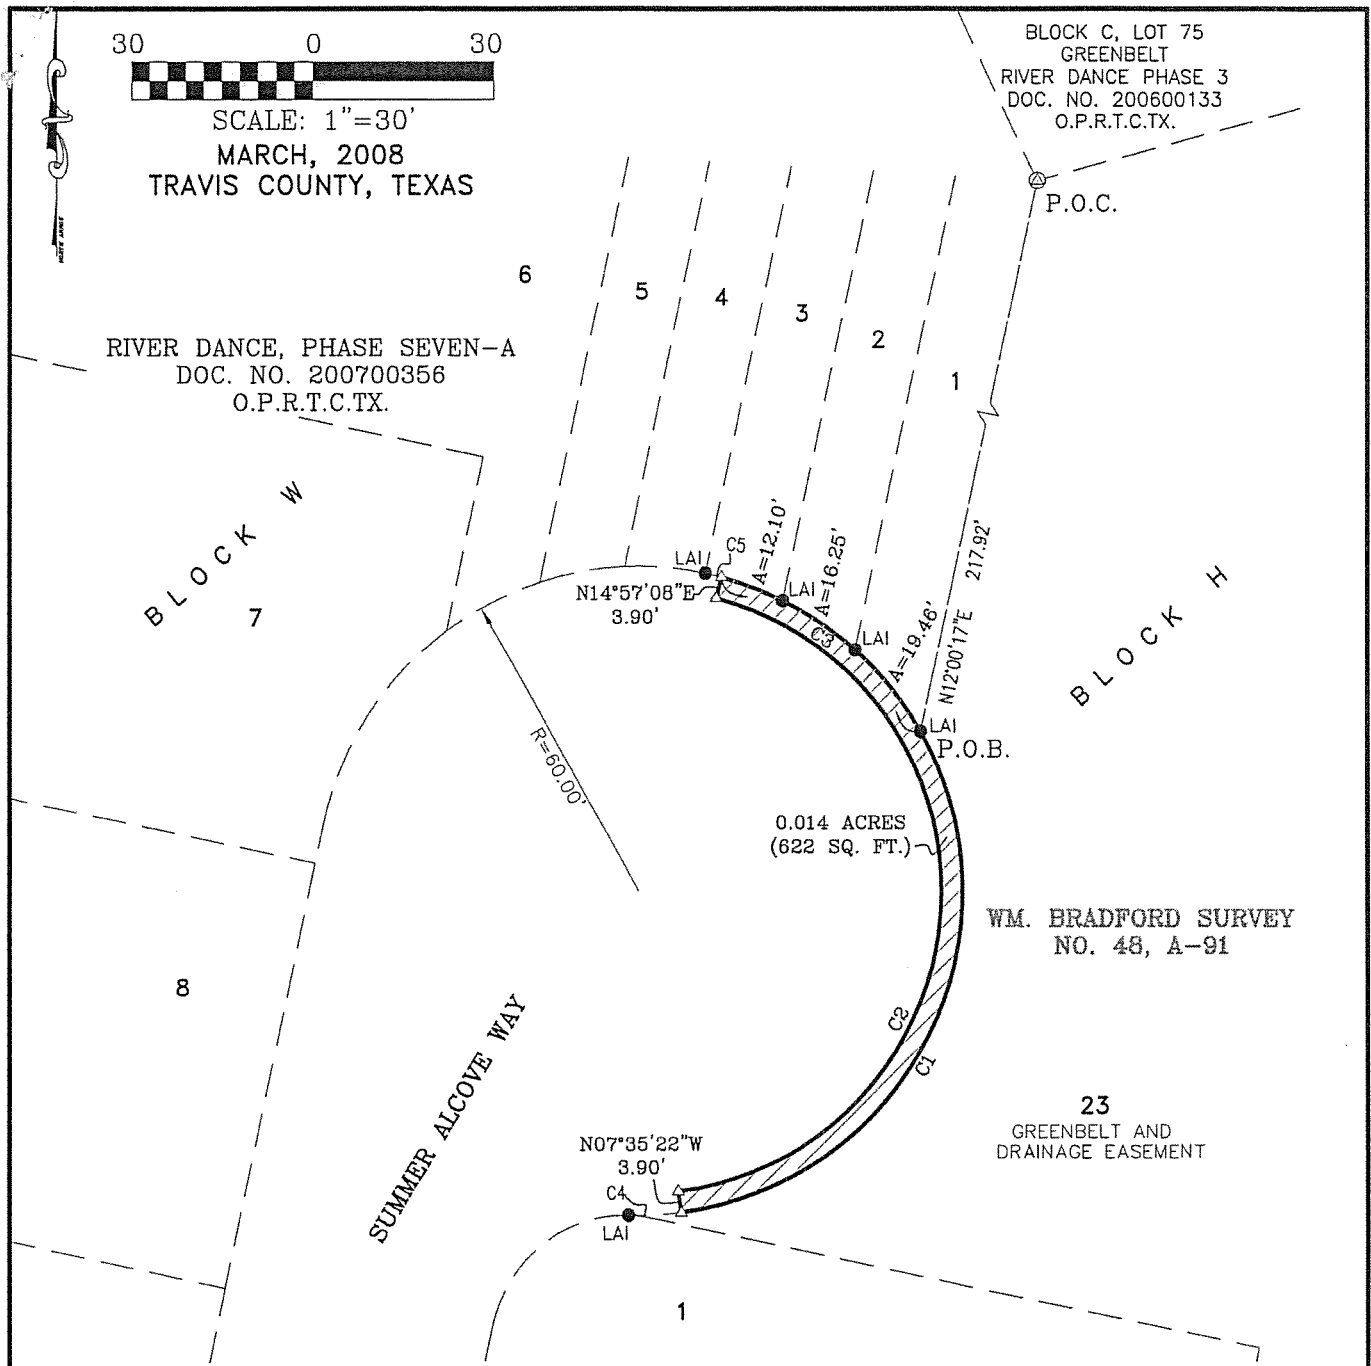 30 0 30
SCALE: 1"=30'
MARCH, 2008
TRAVIS COUNTY, TEXAS
BLOCK C, LOT 75
GREENBELT
RIVER DANCE PHASE 3
DOC. NO. 200600133
O.P.R.T.C.TX.
P.O.C.
6
5
4
3
2
1
RIVER DANCE, PHASE SEVEN-A
DOC. NO. 200700356
O.P.R.T.C.TX.
BLOCK W
7
LAI
C5
A=12.10'
N14°57'08"E
3.90'
LAI
A=16.25'
C3
LAI
A=19.46'
N12°00'17"E 217.92'
BLOCK H
LAI
P.O.B.
R=60.00'
0.014 ACRES
(622 SQ. FT.)
WM. BRADFORD SURVEY
NO. 48, A-91
8
C2
C1
SUMMER ALCOVE WAY
23
GREENBELT AND
DRAINAGE EASEMENT
N07°35'22"W
3.90'
C4
LAI
1